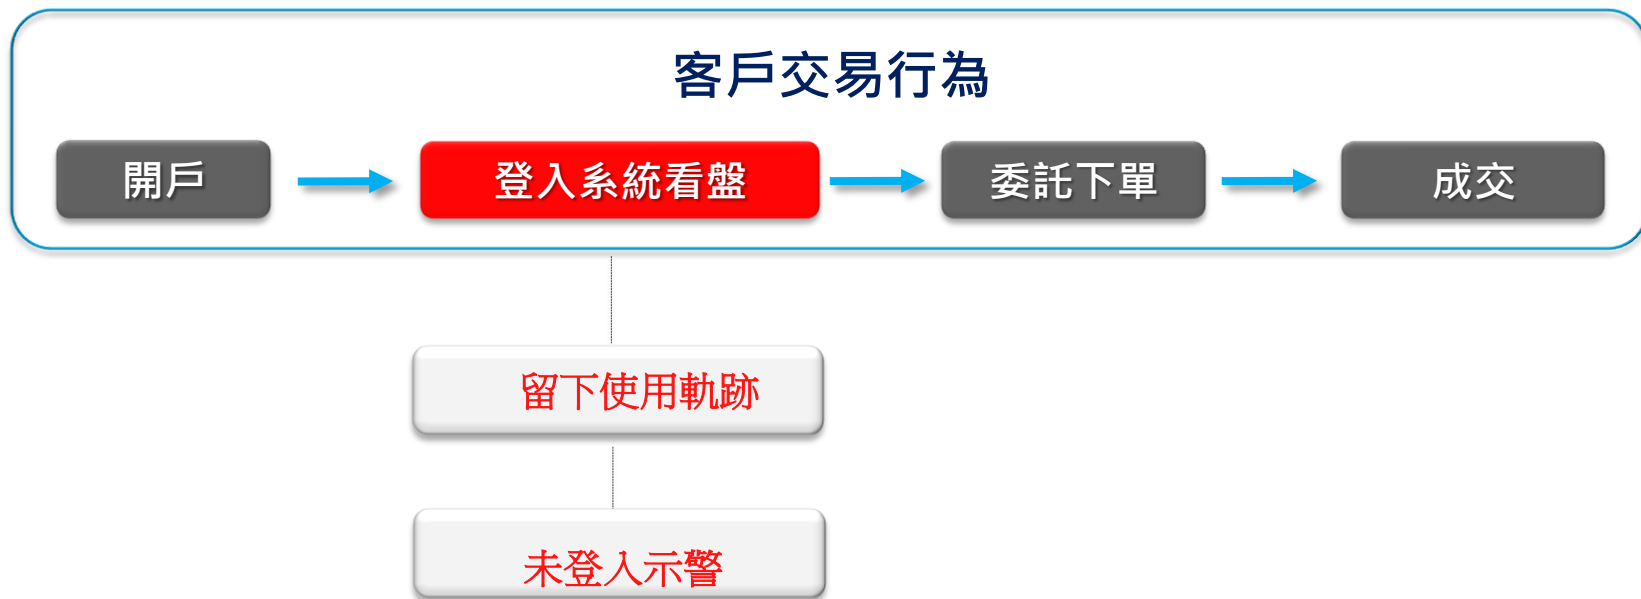 客戶交易行為
開戶
登入系統看盤
委託下單
成交
留下使用軌跡
未登入示警